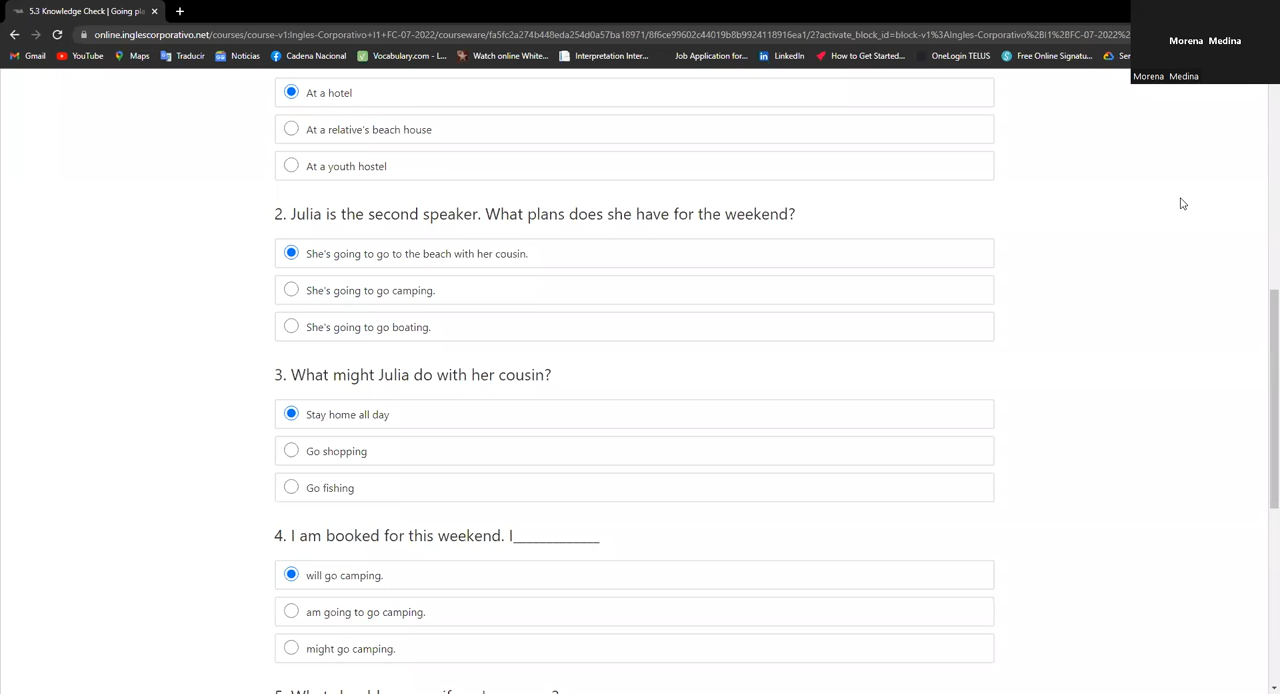 5.3 Knowledge Check | Going pla
online.inglescorporativo.net/courses/course-v1:Ingles-Corporativo+I1+FC-07-2022/courseware/fa5fc2a274b448eda254d0a57ba18971/8f6ce99602c44019b8b9924118916ea1/2?activate_block_id=block-v1%3AIngles-Corporativo%2BI1%2BFC-07-2022%2
Gmail YouTube Maps Traducir Noticias Cadena Nacional Vocabulary.com - L... Watch online White... Interpretation Inter... Job Application for... LinkedIn How to Get Started... OneLogin TELUS Free Online Signatu... Ser
Morena Medina
Morena Medina
At a hotel
At a relative's beach house
At a youth hostel
2. Julia is the second speaker. What plans does she have for the weekend?
She's going to go to the beach with her cousin.
She's going to go camping.
She's going to go boating.
3. What might Julia do with her cousin?
Stay home all day
Go shopping
Go fishing
4. I am booked for this weekend. I_____________
will go camping.
am going to go camping.
might go camping.